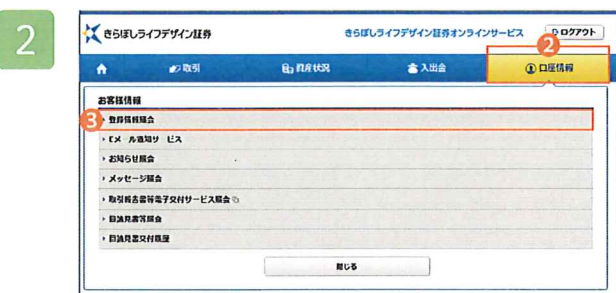 2
きらぼしライフデザイン証券
きらぼしライフデザイン証券オンラインサービス
ログアウト
2
取引
資産状況
入出金
口座情報
お客様情報
3
登録情報照会
Eメール通知サービス
お知らせ照会
メッセージ照会
取引報告書等電子交付サービス照会
目論見書等照会
目論見書交付履歴
閉じる